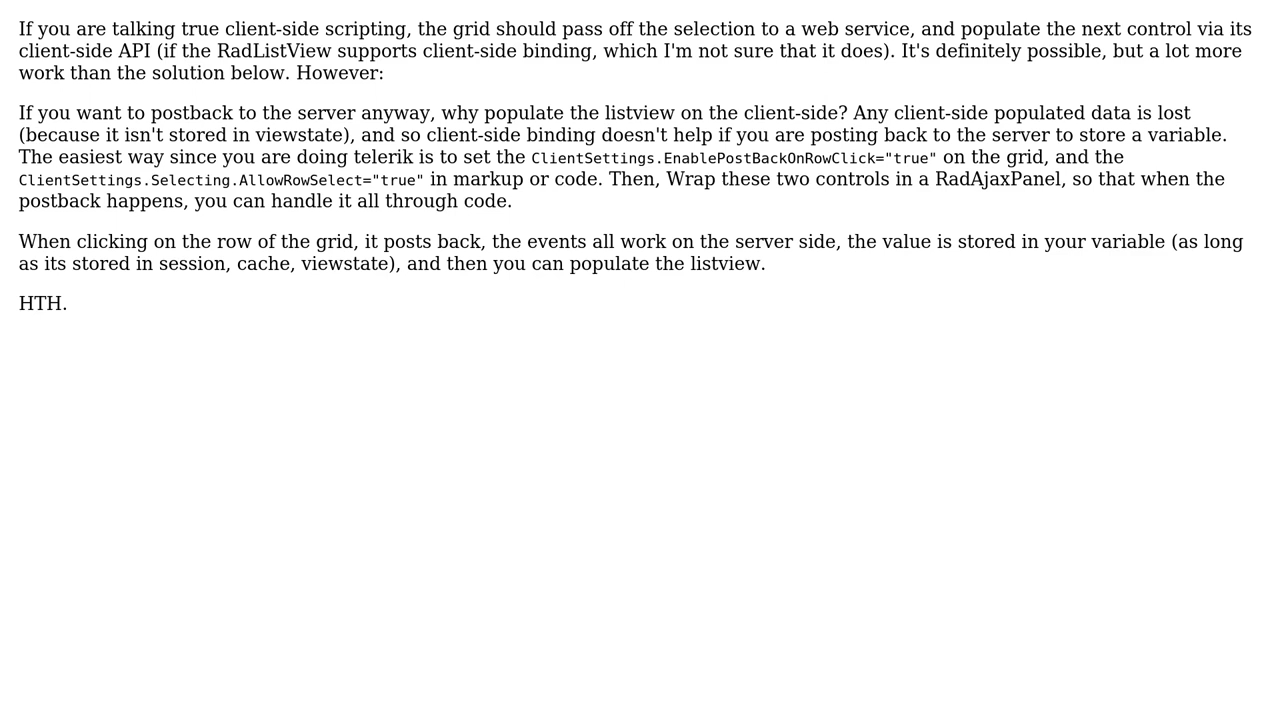 If you are talking true client-side scripting, the grid should pass off the selection to a web service, and populate the next control via its
client-side API (if the RadListView supports client-side binding, which I'm not sure that it does). It's definitely possible, but a lot more
work than the solution below. However:
If you want to postback to the server anyway, why populate the listview on the client-side? Any client-side populated data is lost
(because it isn't stored in viewstate), and so client-side binding doesn't help if you are posting back to the server to store a variable.
The easiest way since you are doing telerik is to set the ClientSettings.EnablePostBackOnRowClick="true" on the grid, and the
ClientSettings.Selecting.AllowRowSelect="true" in markup or code. Then, Wrap these two controls in a RadAjaxPanel, so that when the
postback happens, you can handle it all through code.
When clicking on the row of the grid, it posts back, the events all work on the server side, the value is stored in your variable (as long
as its stored in session, cache, viewstate), and then you can populate the listview.
HTH.